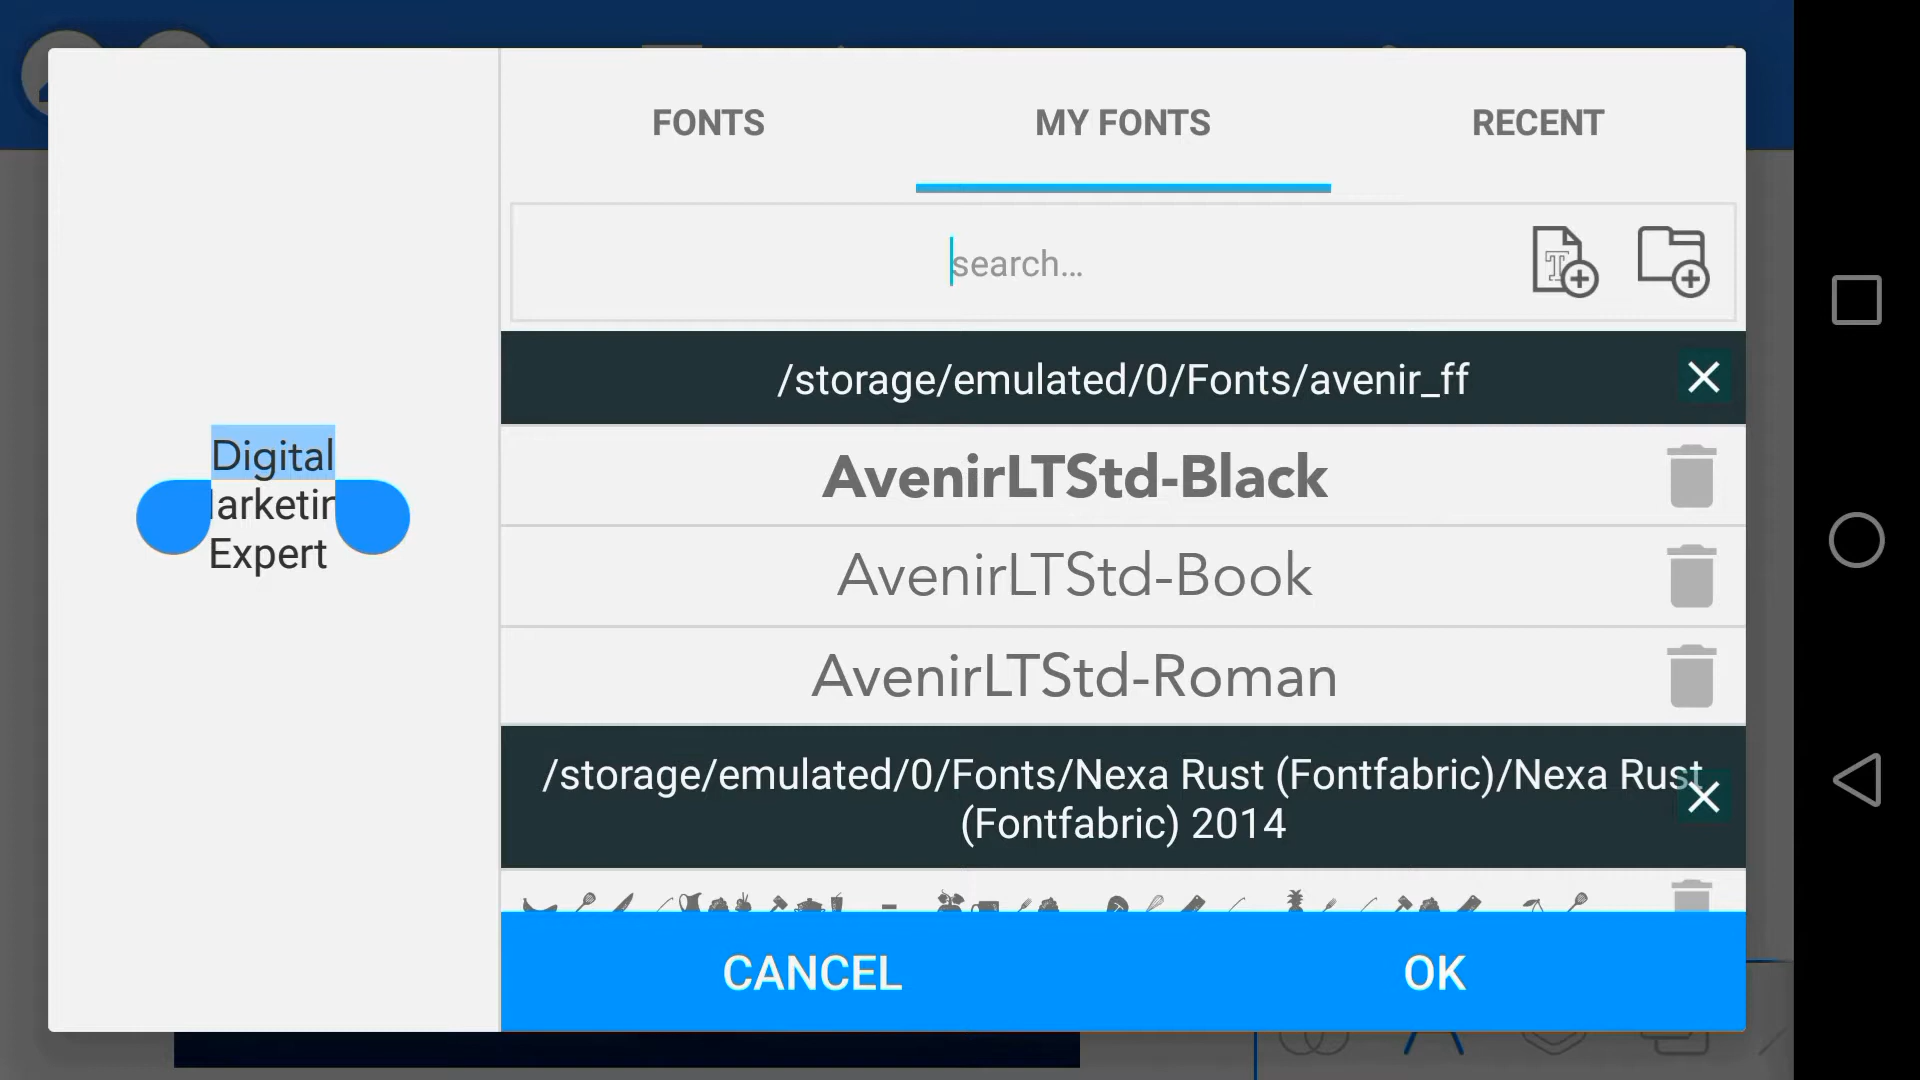 FONTS
MY FONTS
RECENT
search...
/storage/emulated/0/Fonts/avenir_ff
AvenirLTStd-Black
AvenirLTStd-Book
AvenirLTStd-Roman
/storage/emulated/0/Fonts/Nexa Rust (Fontfabric)/Nexa Rust
(Fontfabric) 2014
Digital
arketin
Expert
CANCEL
OK